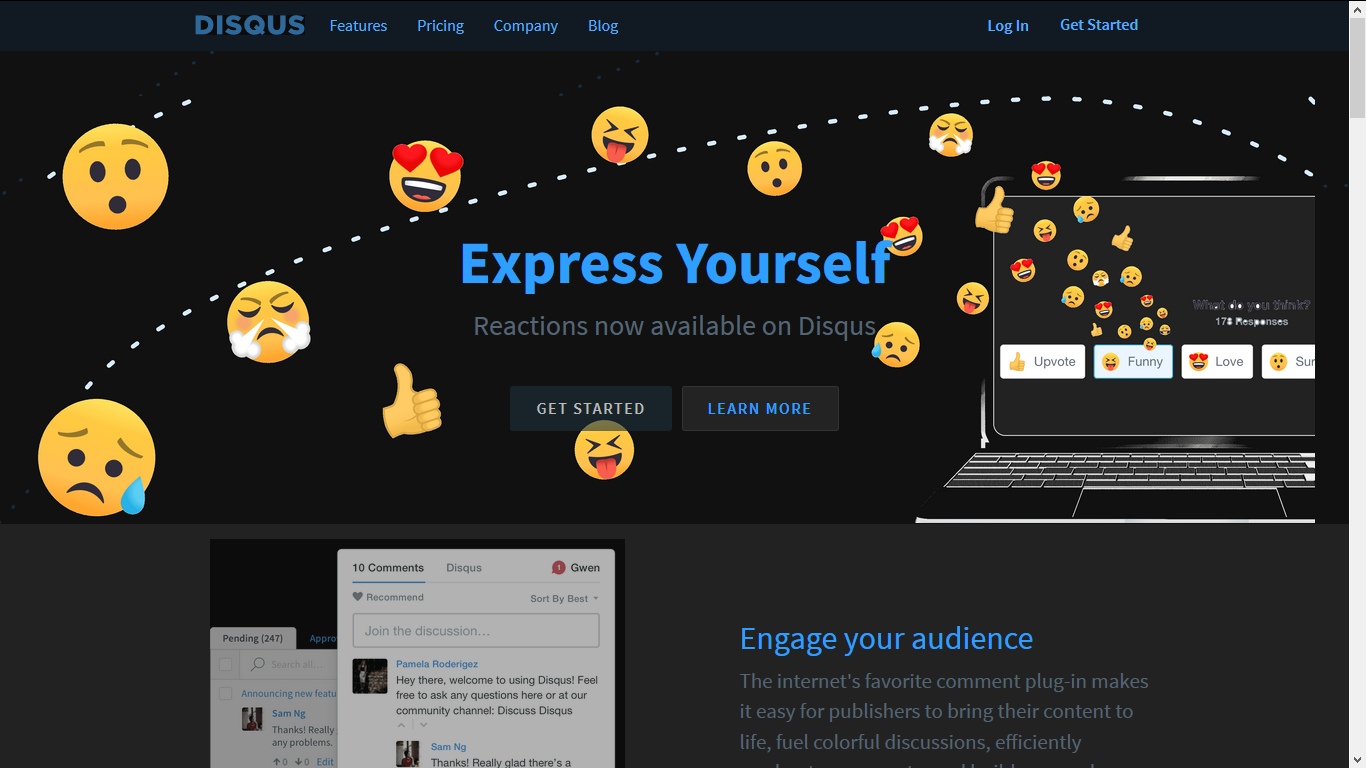 DISQUS Features Pricing Company Blog Log In Get Started
Express Yourself
Reactions now available on Disqus
What do you think?
178 Responses
Upvote Funny Love Sur
GET STARTED LEARN MORE
10 Comments Disqus 1 Gwen
Recommend Sort By Best
Join the discussion...
Pending (247) Appro
Search all...
Announcing new featu
Sam Ng
Thanks! Really
any problems.
0 0 Edit
Pamela Roderigez
Hey there, welcome to using Disqus! Feel
free to ask any questions here or at our
community channel: Discuss Disqus
Sam Ng
Thanks! Really glad there's a
Engage your audience
The internet's favorite comment plug-in makes
it easy for publishers to bring their content to
life, fuel colorful discussions, efficiently